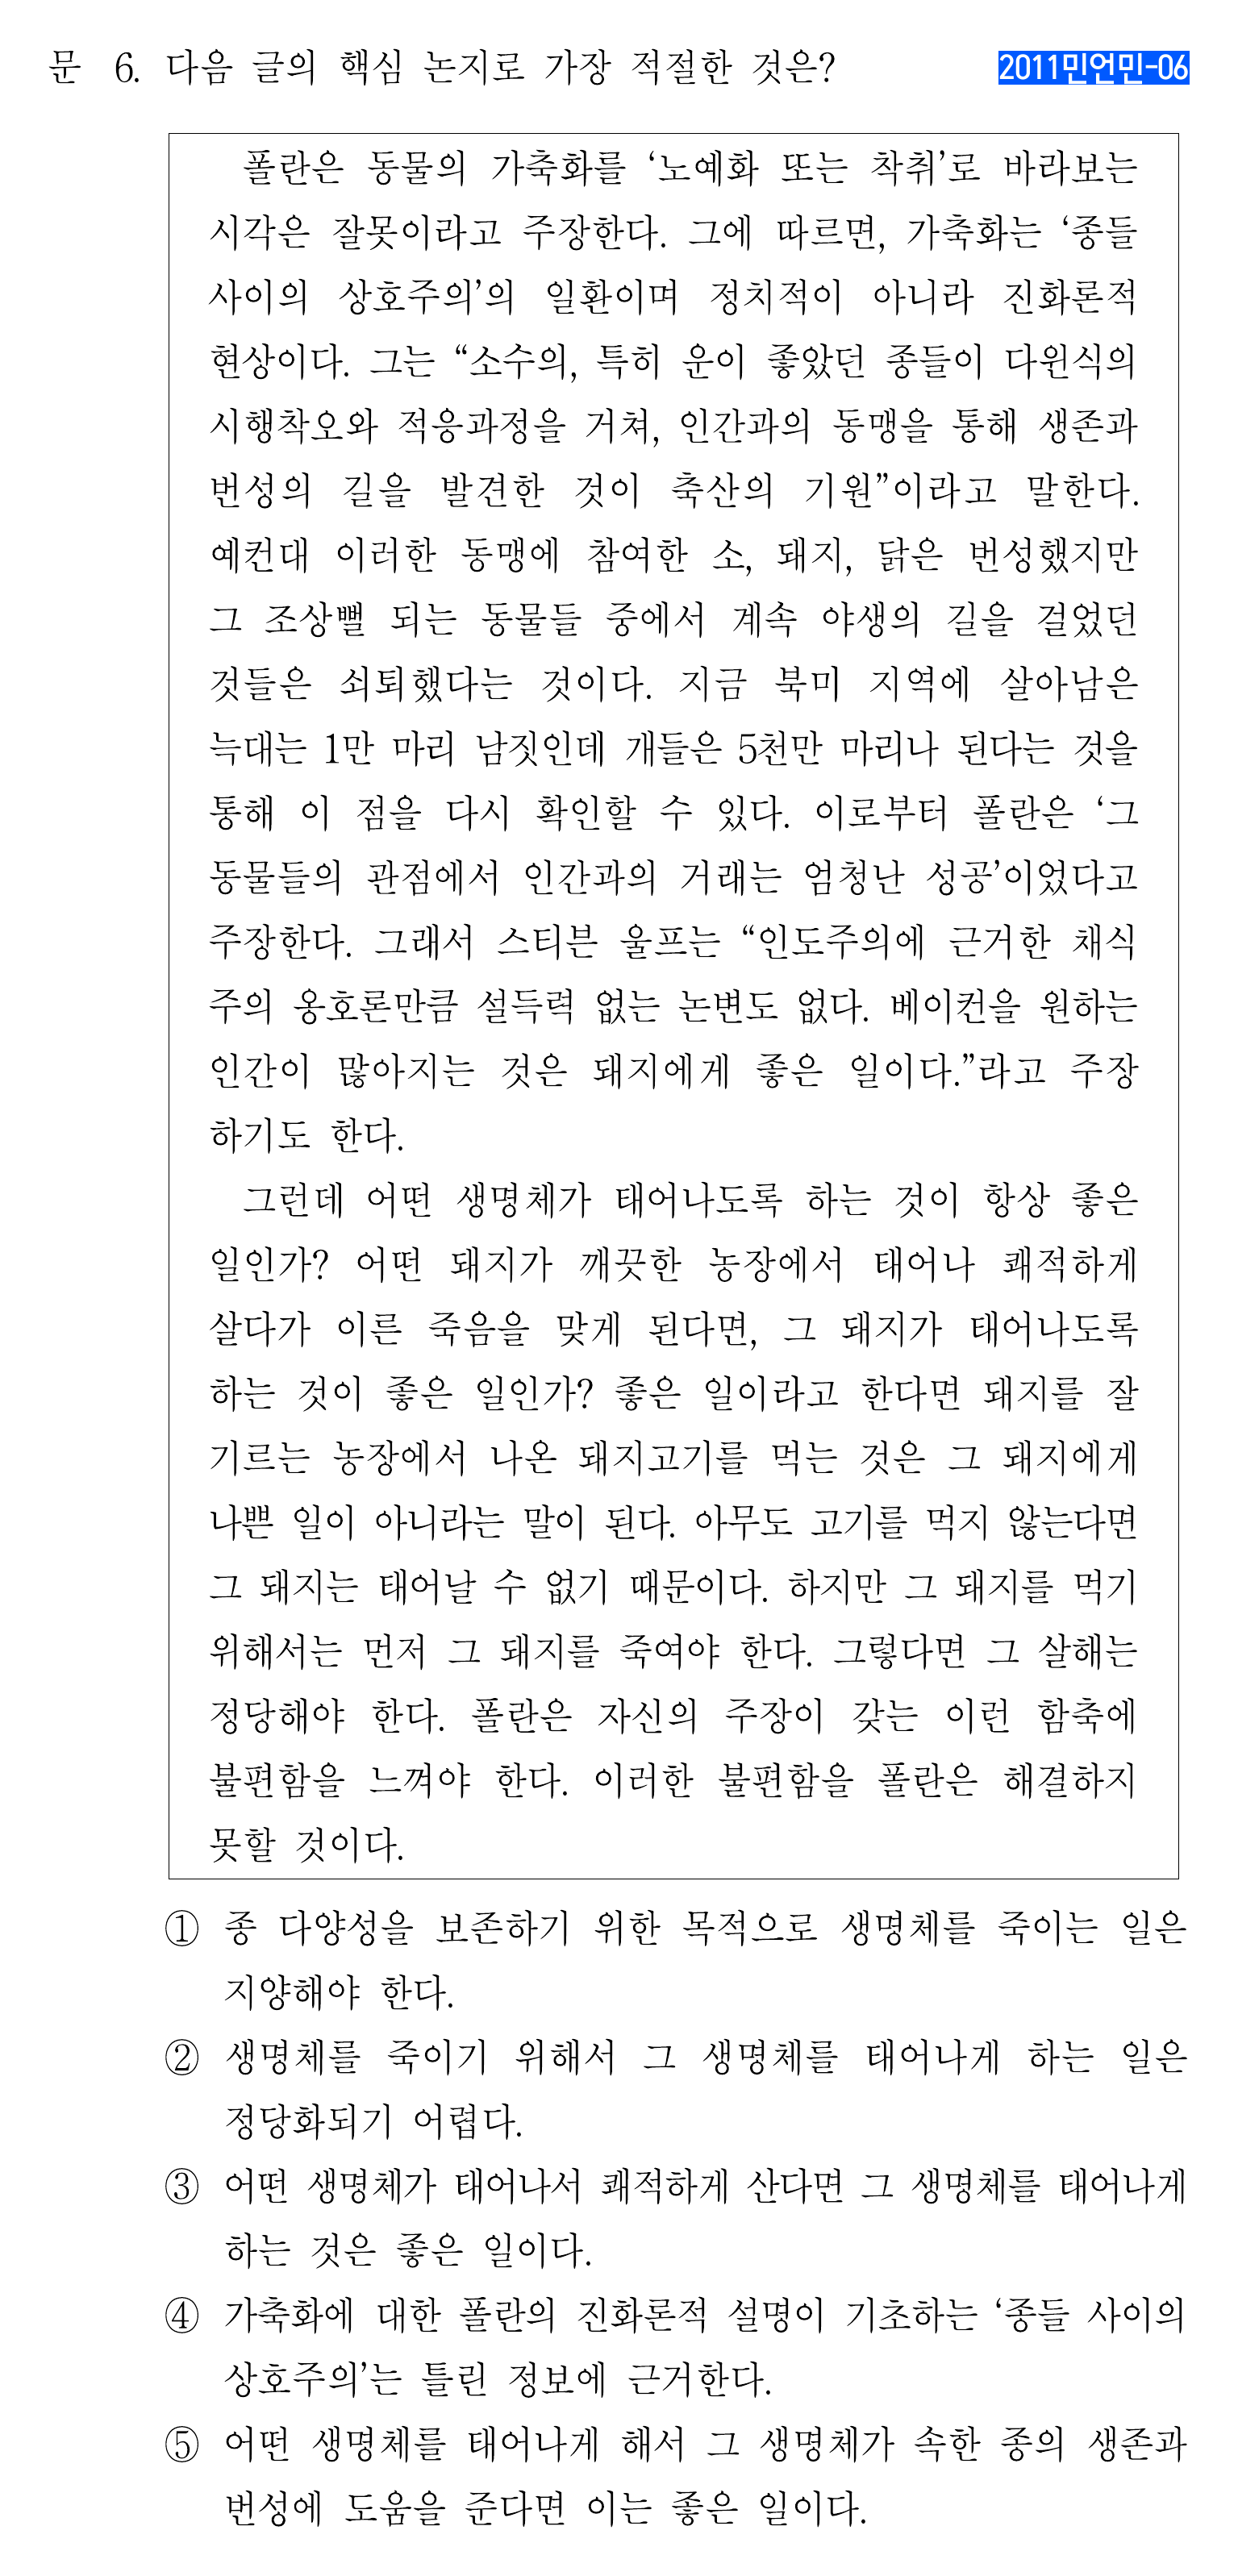 문 6. 다음 글의 핵심 논지로 가장 적절한 것은?
2011민언민-06
폴란은 동물의 가축화를 ‘노예화 또는 착취’로 바라보는
시각은 잘못이라고 주장한다. 그에 따르면, 가축화는 ‘종들
사이의 상호주의’의 일환이며 정치적이 아니라 진화론적
현상이다. 그는 “소수의, 특히 운이 좋았던 종들이 다윈식의
시행착오와 적응과정을 거쳐, 인간과의 동맹을 통해 생존과
번성의 길을 발견한 것이 축산의 기원”이라고 말한다.
예컨대 이러한 동맹에 참여한 소, 돼지, 닭은 번성했지만
그 조상뻘 되는 동물들 중에서 계속 야생의 길을 걸었던
것들은 쇠퇴했다는 것이다. 지금 북미 지역에 살아남은
늑대는 1만 마리 남짓인데 개들은 5천만 마리나 된다는 것을
통해 이 점을 다시 확인할 수 있다. 이로부터 폴란은 ‘그
동물들의 관점에서 인간과의 거래는 엄청난 성공’이었다고
주장한다. 그래서 스티븐 울프는 “인도주의에 근거한 채식
주의 옹호론만큼 설득력 없는 논변도 없다. 베이컨을 원하는
인간이 많아지는 것은 돼지에게 좋은 일이다.”라고 주장
하기도 한다.
그런데 어떤 생명체가 태어나도록 하는 것이 항상 좋은
일인가? 어떤 돼지가 깨끗한 농장에서 태어나 쾌적하게
살다가 이른 죽음을 맞게 된다면, 그 돼지가 태어나도록
하는 것이 좋은 일인가? 좋은 일이라고 한다면 돼지를 잘
기르는 농장에서 나온 돼지고기를 먹는 것은 그 돼지에게
나쁜 일이 아니라는 말이 된다. 아무도 고기를 먹지 않는다면
그 돼지는 태어날 수 없기 때문이다. 하지만 그 돼지를 먹기
위해서는 먼저 그 돼지를 죽여야 한다. 그렇다면 그 살해는
정당해야 한다. 폴란은 자신의 주장이 갖는 이런 함축에
불편함을 느껴야 한다. 이러한 불편함을 폴란은 해결하지
못할 것이다.
① 종 다양성을 보존하기 위한 목적으로 생명체를 죽이는 일은
지양해야 한다.
② 생명체를 죽이기 위해서 그 생명체를 태어나게 하는 일은
정당화되기 어렵다.
③ 어떤 생명체가 태어나서 쾌적하게 산다면 그 생명체를 태어나게
하는 것은 좋은 일이다.
④ 가축화에 대한 폴란의 진화론적 설명이 기초하는 ‘종들 사이의
상호주의’는 틀린 정보에 근거한다.
⑤ 어떤 생명체를 태어나게 해서 그 생명체가 속한 종의 생존과
번성에 도움을 준다면 이는 좋은 일이다.